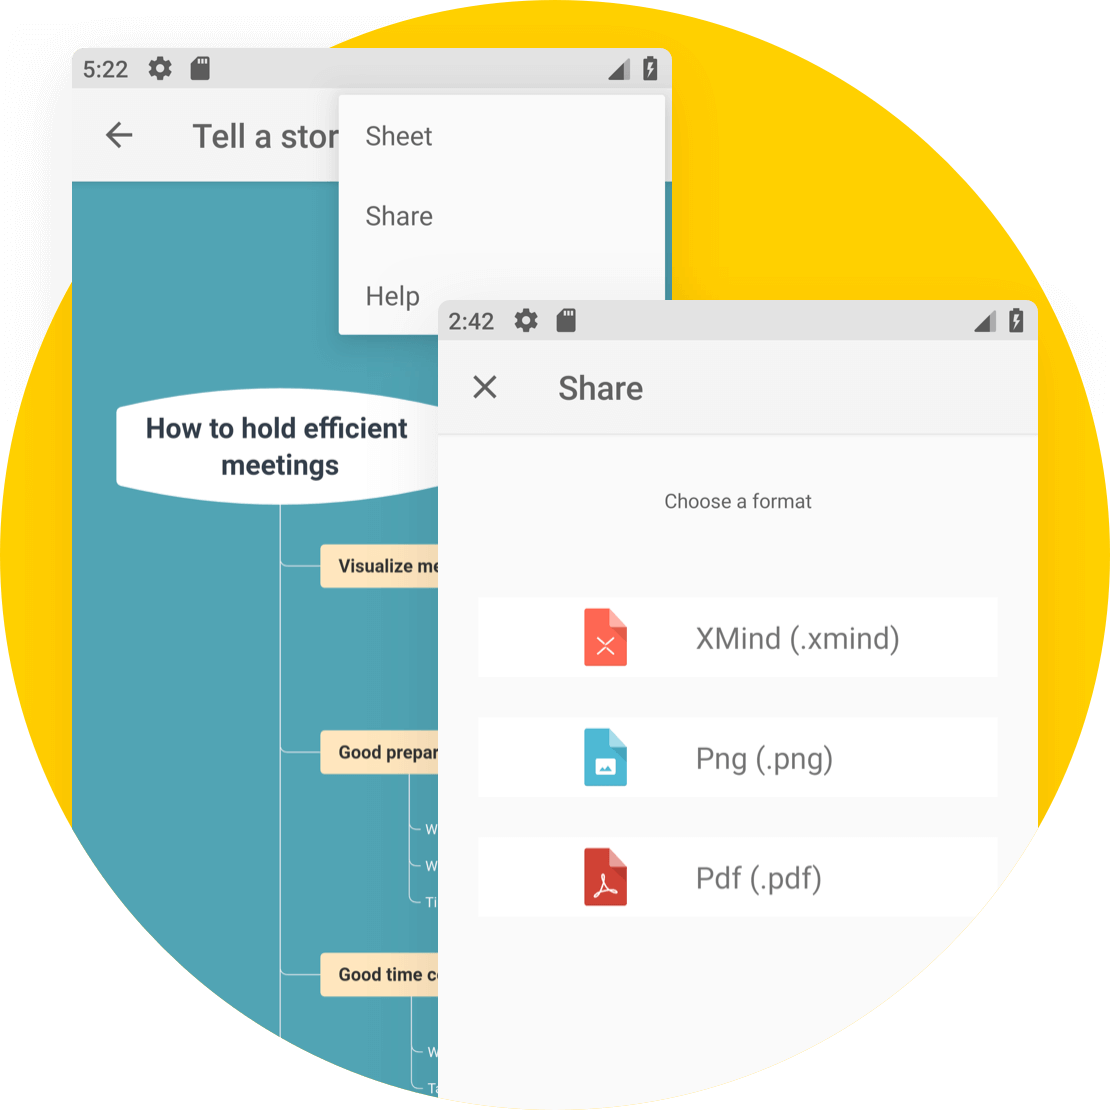 5:22
Tell a stor
Sheet
Share
Help
How to hold efficient
meetings
Visualize me
Good prepar
W
W
Ti
Good time c
W
Ta
2:42
Share
Choose a format
XMind (.xmind)
Png (.png)
Pdf (.pdf)